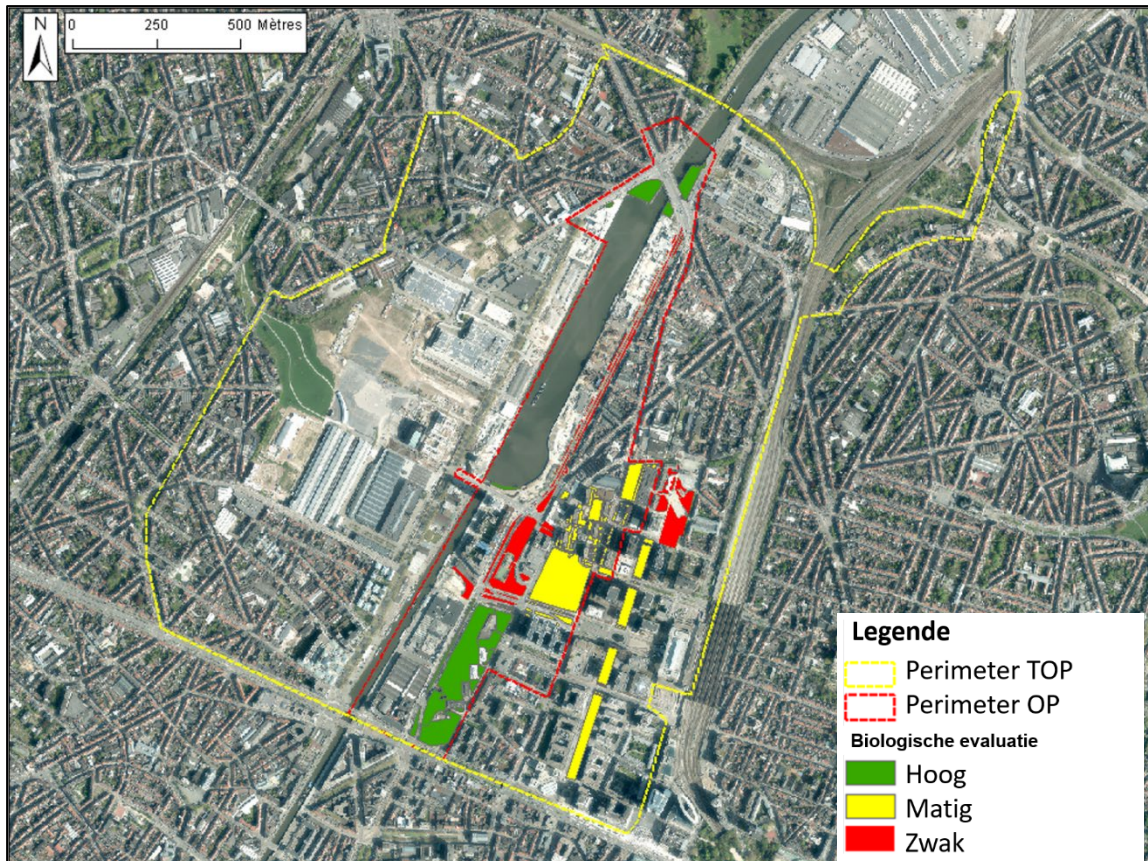 N
0 250 500 Mètres
Legende
Perimeter TOP
Perimeter OP
Biologische evaluatie
Hoog
Matig
Zwak